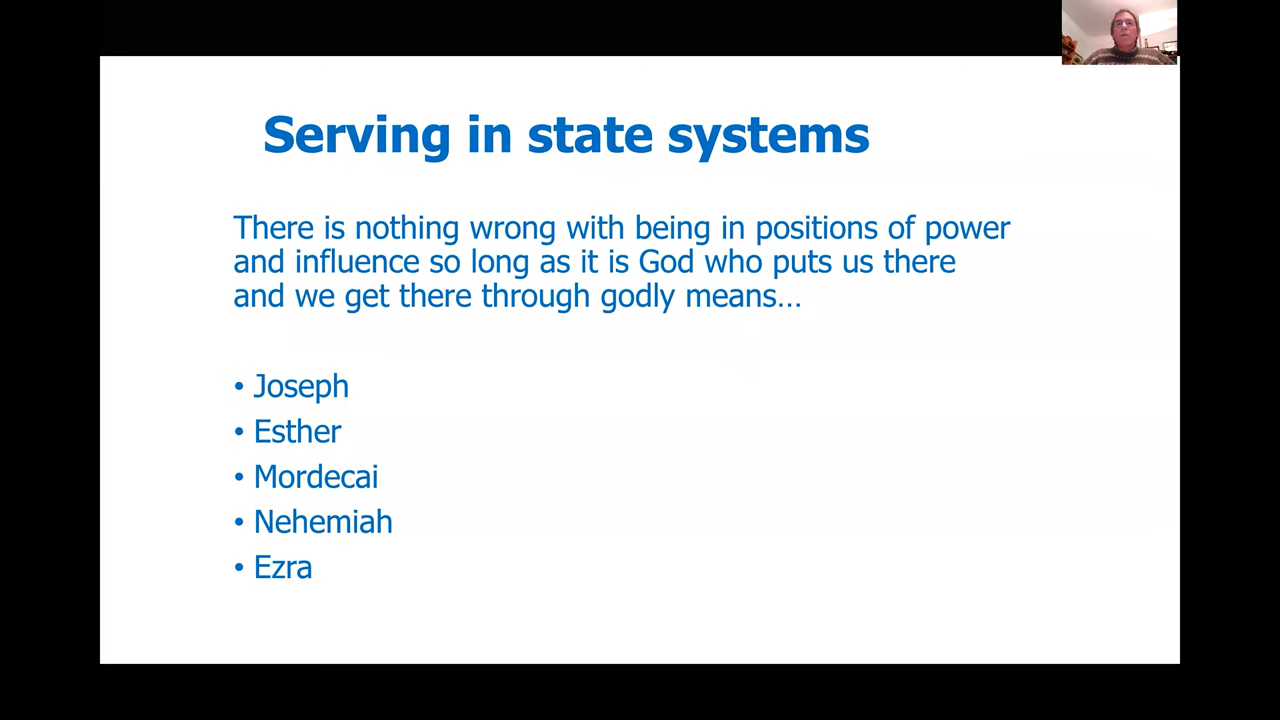 Serving in state systems
There is nothing wrong with being in positions of power
and influence so long as it is God who puts us there
and we get there through godly means…
• Joseph
• Esther
• Mordecai
• Nehemiah
• Ezra